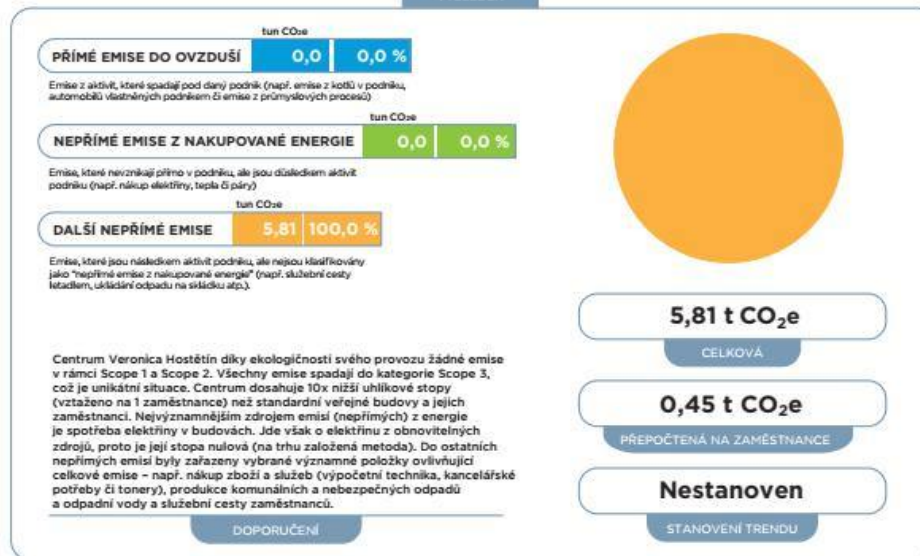 tun CO₂e
PŘÍMÉ EMISE DO OVZDUŠÍ 0,0 0,0 %
Emise z aktivit, které spadají pod daný podnik (např. emise z kotlů v podniku,
automobilů vlastněných podnikem či emise z průmyslových procesů)
tun CO₂e
NEPŘÍMÉ EMISE Z NAKUPOVANÉ ENERGIE 0,0 0,0 %
Emise, které nevznikají přímo v podniku, ale jsou důsledkem aktivit
podniku (např. nákup elektřiny, tepla či páry)
tun CO₂e
DALŠÍ NEPŘÍMÉ EMISE 5,81 100,0 %
Emise, které jsou následkem aktivit podniku, ale nejsou klasifikovány
jako "nepřímé emise z nakupované energie" (např. služební cesty
letadlem, ukládání odpadu na skládku atp.).
Centrum Veronica Hostětín díky ekologičnosti svého provozu žádné emise
v rámci Scope 1 a Scope 2. Všechny emise spadají do kategorie Scope 3,
což je unikátní situace. Centrum dosahuje 10x nižší uhlíkové stopy
(vztaženo na 1 zaměstnance) než standardní veřejné budovy a jejich
zaměstnanci. Nejvýznamnějším zdrojem emisí (nepřímých) z energie
je spotřeba elektřiny v budovách. Jde však o elektřinu z obnovitelných
zdrojů, proto je její stopa nulová (na trhu založená metoda). Do ostatních
nepřímých emisí byly zařazeny vybrané významné položky ovlivňující
celkové emise – např. nákup zboží a služeb (výpočetní technika, kancelářské
potřeby či tonery), produkce komunálních a nebezpečných odpadů
a odpadní vody a služební cesty zaměstnanců.
DOPORUČENÍ
5,81 t CO₂e
CELKOVÁ
0,45 t CO₂e
PŘEPOČTENÁ NA ZAMĚSTNANCE
Nestanoven
STANOVENÍ TRENDU